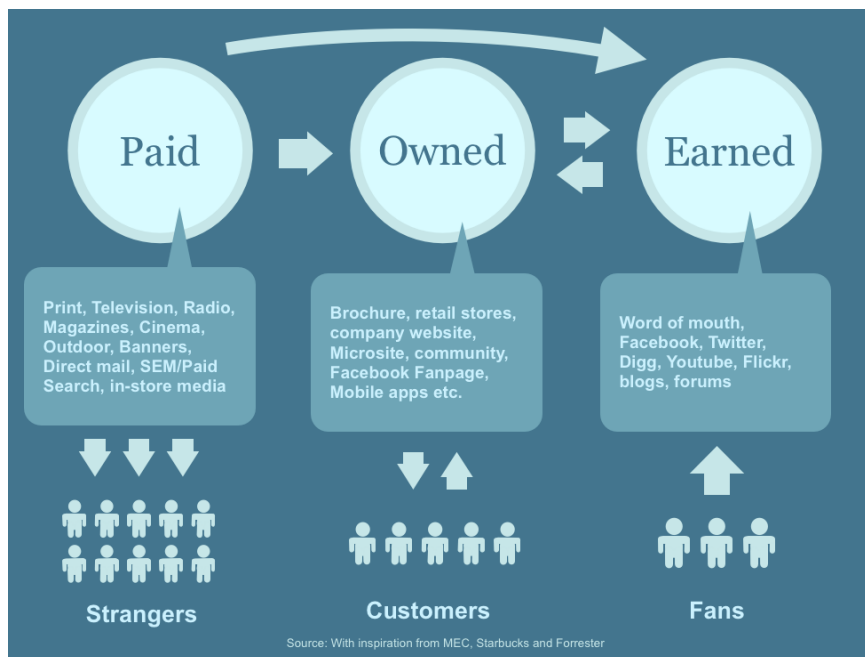 Paid
Owned
Earned
Print, Television, Radio,
Magazines, Cinema,
Outdoor, Banners,
Direct mail, SEM/Paid
Search, in-store media
Brochure, retail stores,
company website,
Microsite, community,
Facebook Fanpage,
Mobile apps etc.
Word of mouth,
Facebook, Twitter,
Digg, Youtube, Flickr,
blogs, forums
Strangers
Customers
Fans
Source: With inspiration from MEC, Starbucks and Forrester